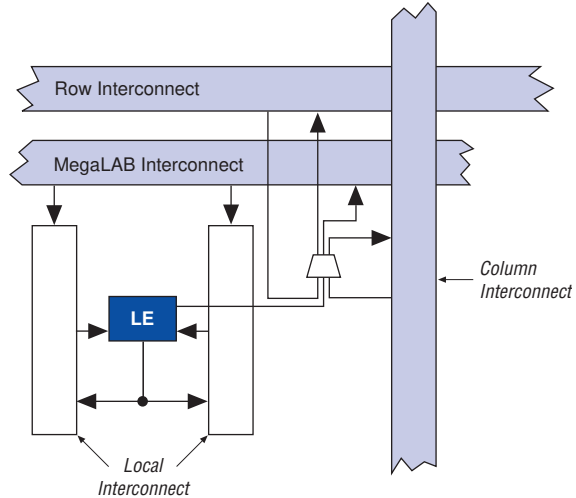 Row Interconnect
MegaLAB Interconnect
Column
Interconnect
LE
Local
Interconnect